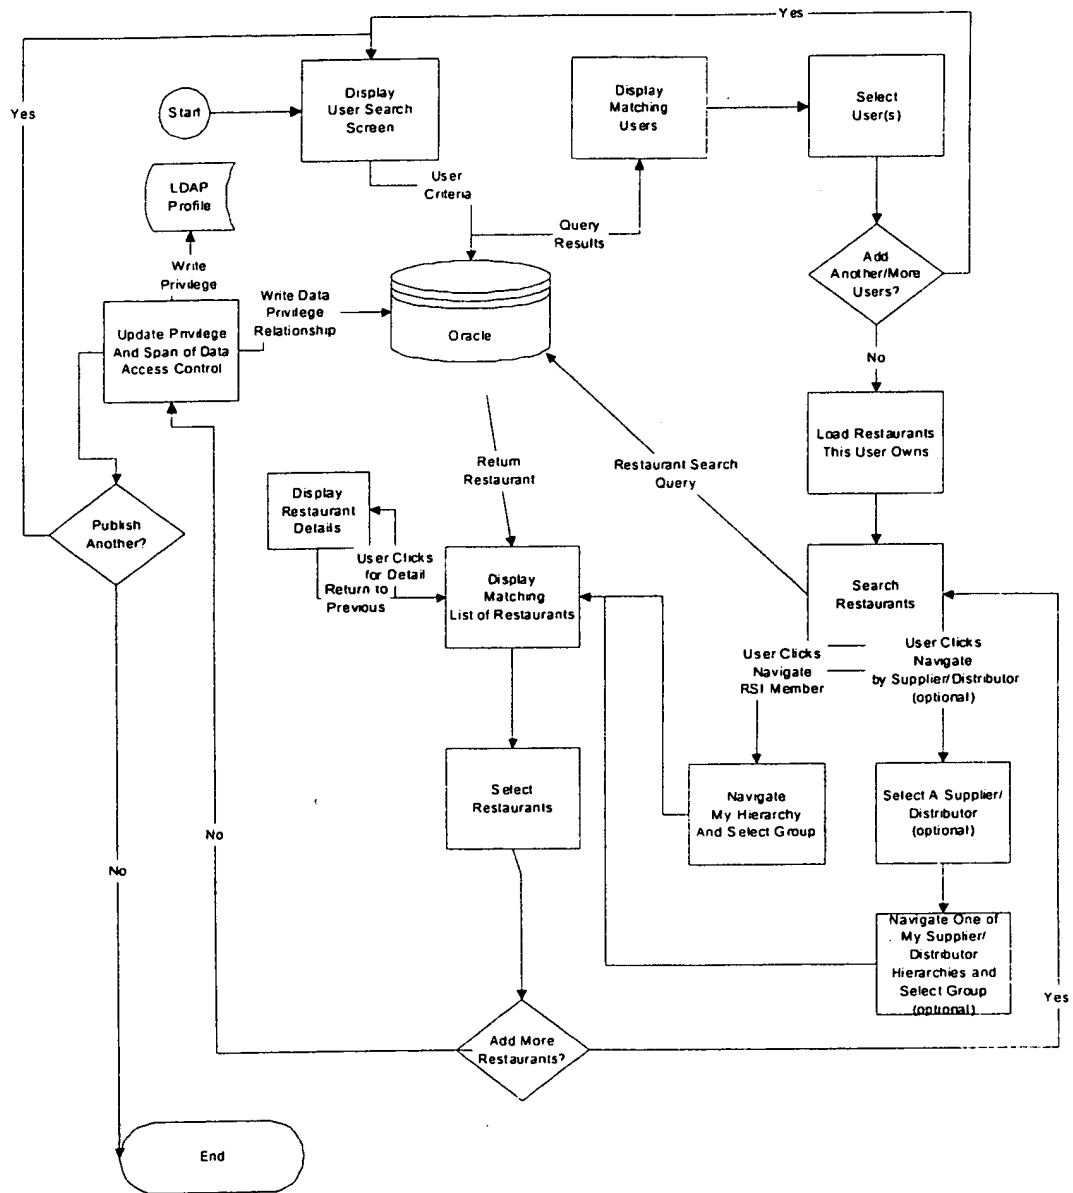 Yes
Yes
Start
Display
User Search
Screen
Display
Matching
Users
Select
User(s)
LDAP
Profile
User
Criteria
Query
Results
Write
Privilege
Add
Another/More
Users?
Write Data
Privilege
Relationship
Update Privilege
And Span of Data
Access Control
Oracle
No
Load Restaurants
This User Owns
Return
Restaurant
Restaurant Search
Query
Display
Restaurant
Details
Publish
Another?
User Clicks
for Detail
Return to
Previous
Display
Matching
List of Restaurants
Search
Restaurants
User Clicks
Navigate
RSI Member
User Clicks
Navigate
by Supplier/Distributor
(optional)
Select
Restaurants
Navigate
My Hierarchy
And Select Group
Select A Supplier/
Distributor
(optional)
No
No
Navigate One of
My Supplier/
Distributor
Hierarchies and
Select Group
(optional)
Yes
Add More
Restaurants?
End